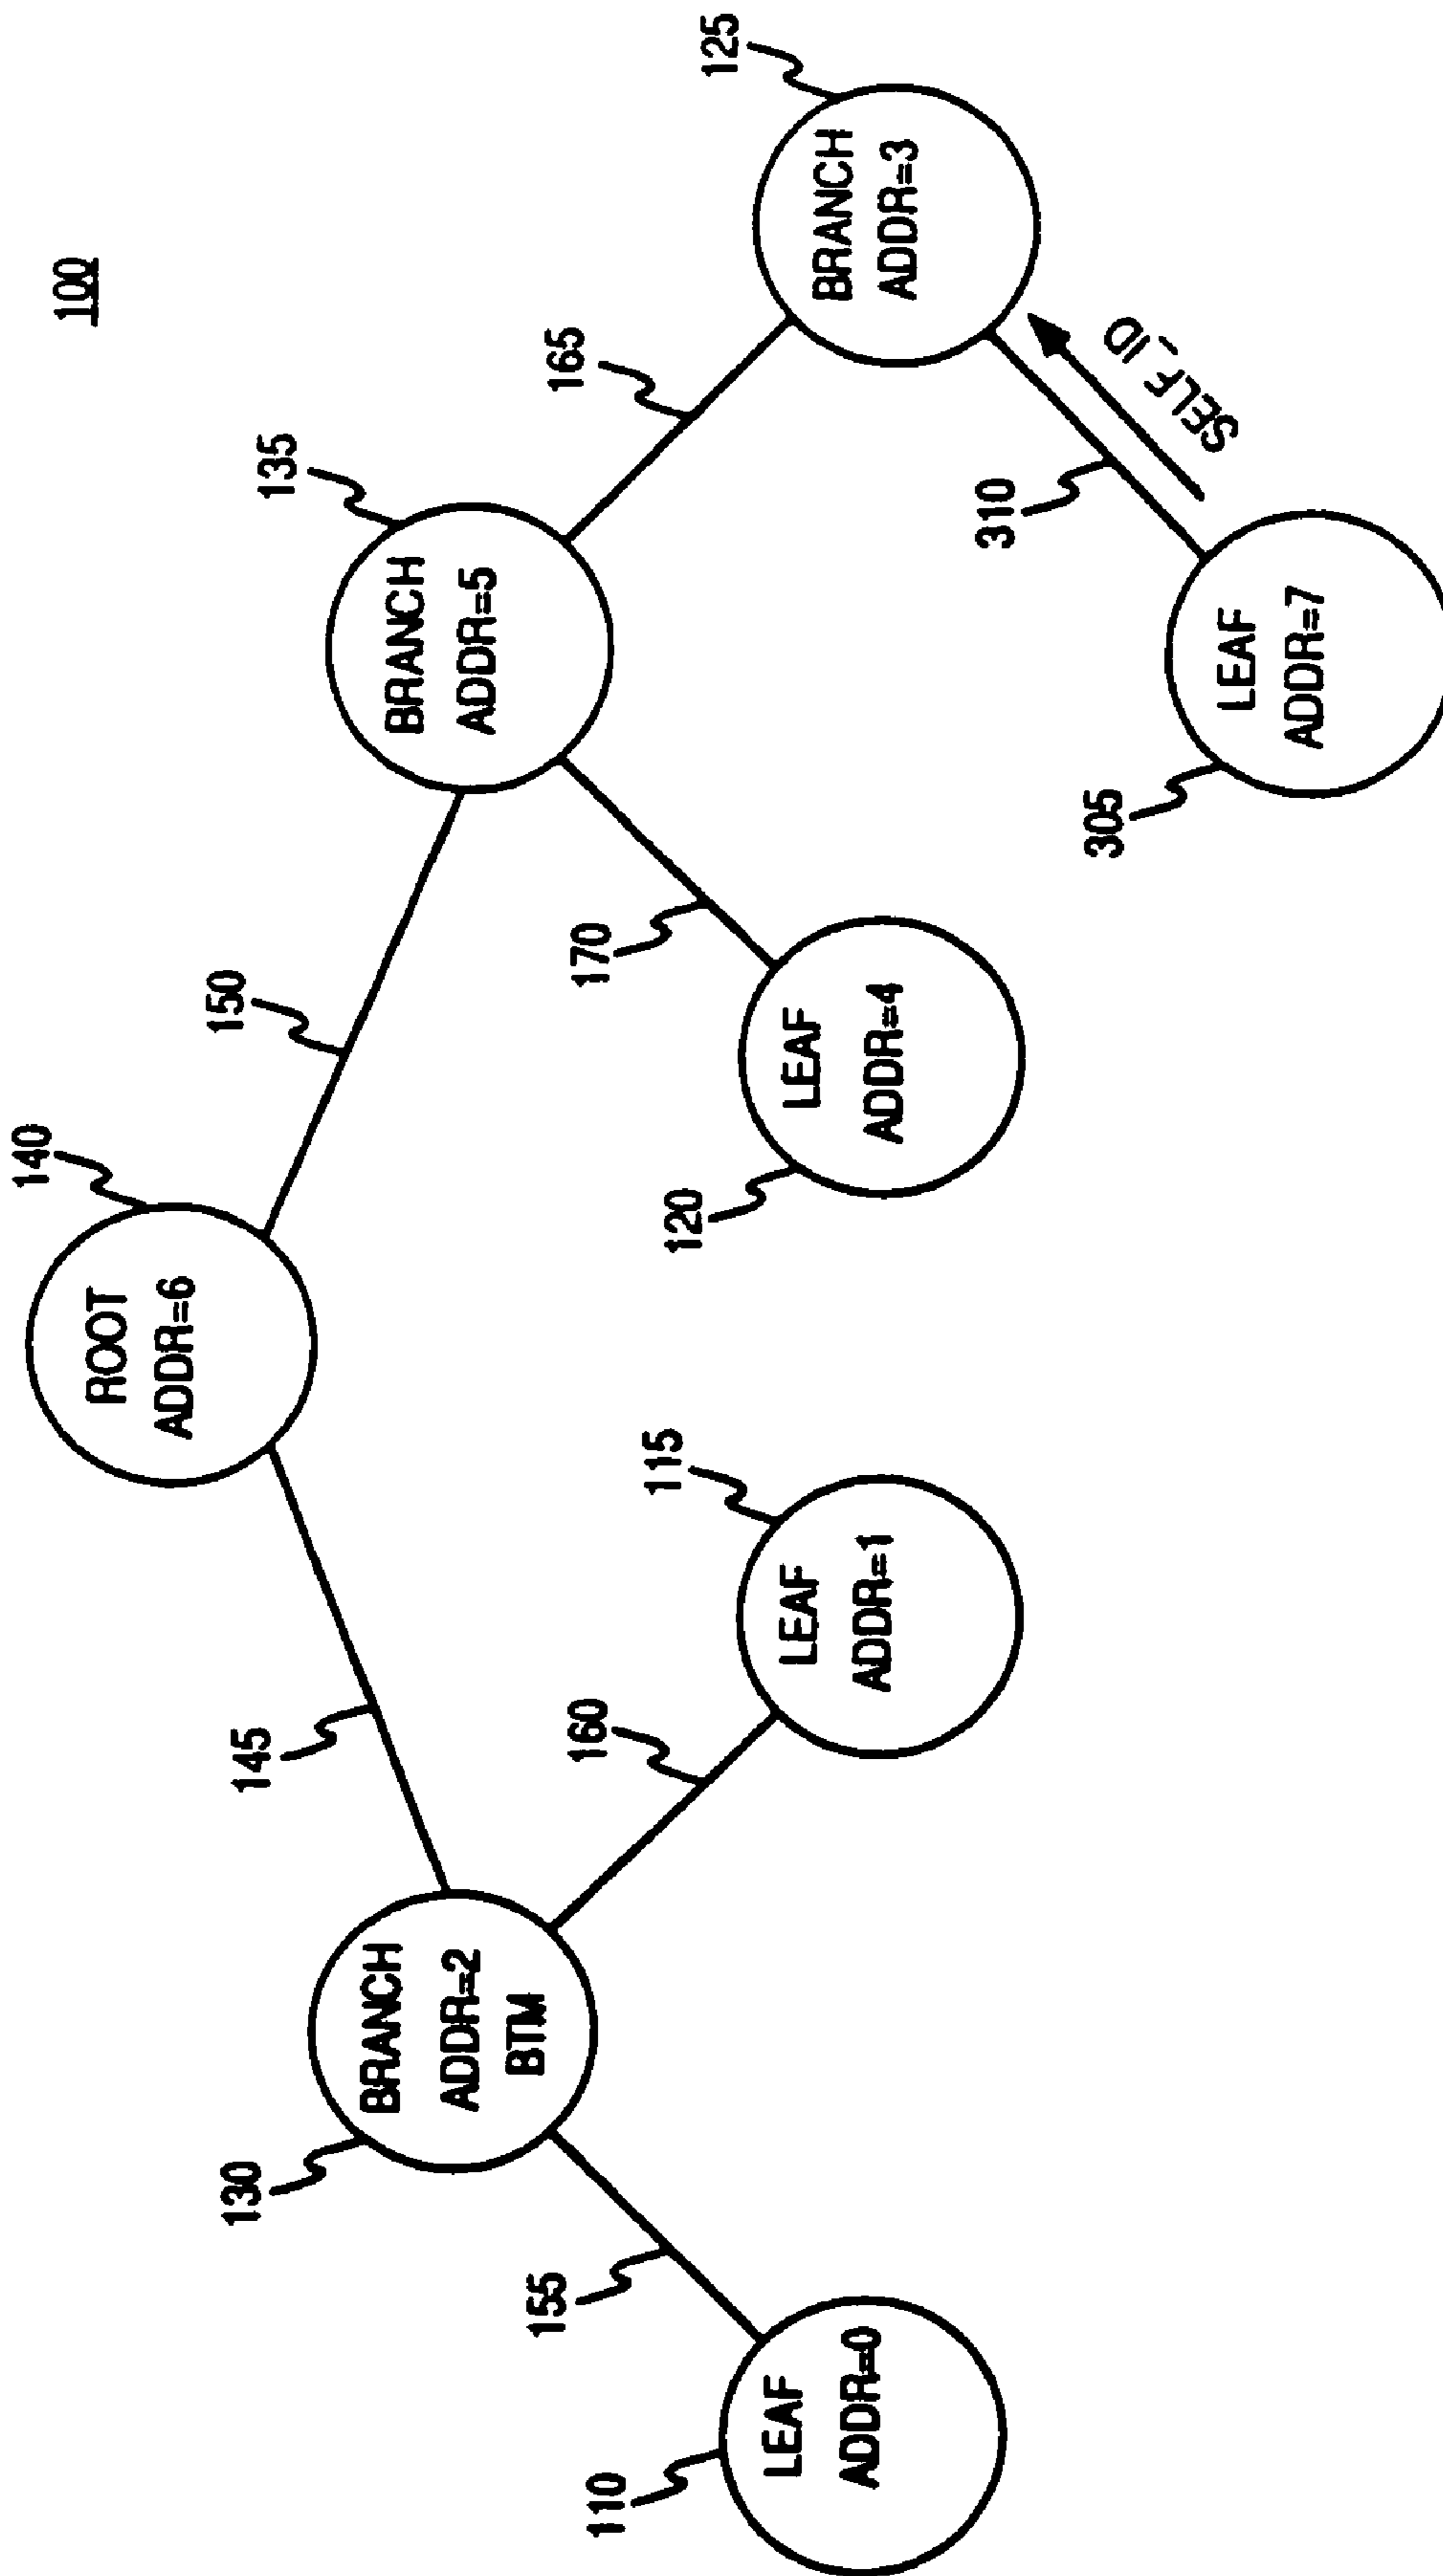 100
140
ROOT
ADDR=6
145
150
130
BRANCH
ADDR=2
BTM
135
BRANCH
ADDR=5
155
160
170
165
110
LEAF
ADDR=0
115
LEAF
ADDR=1
120
LEAF
ADDR=4
125
BRANCH
ADDR=3
310
SELF_ID
305
LEAF
ADDR=7